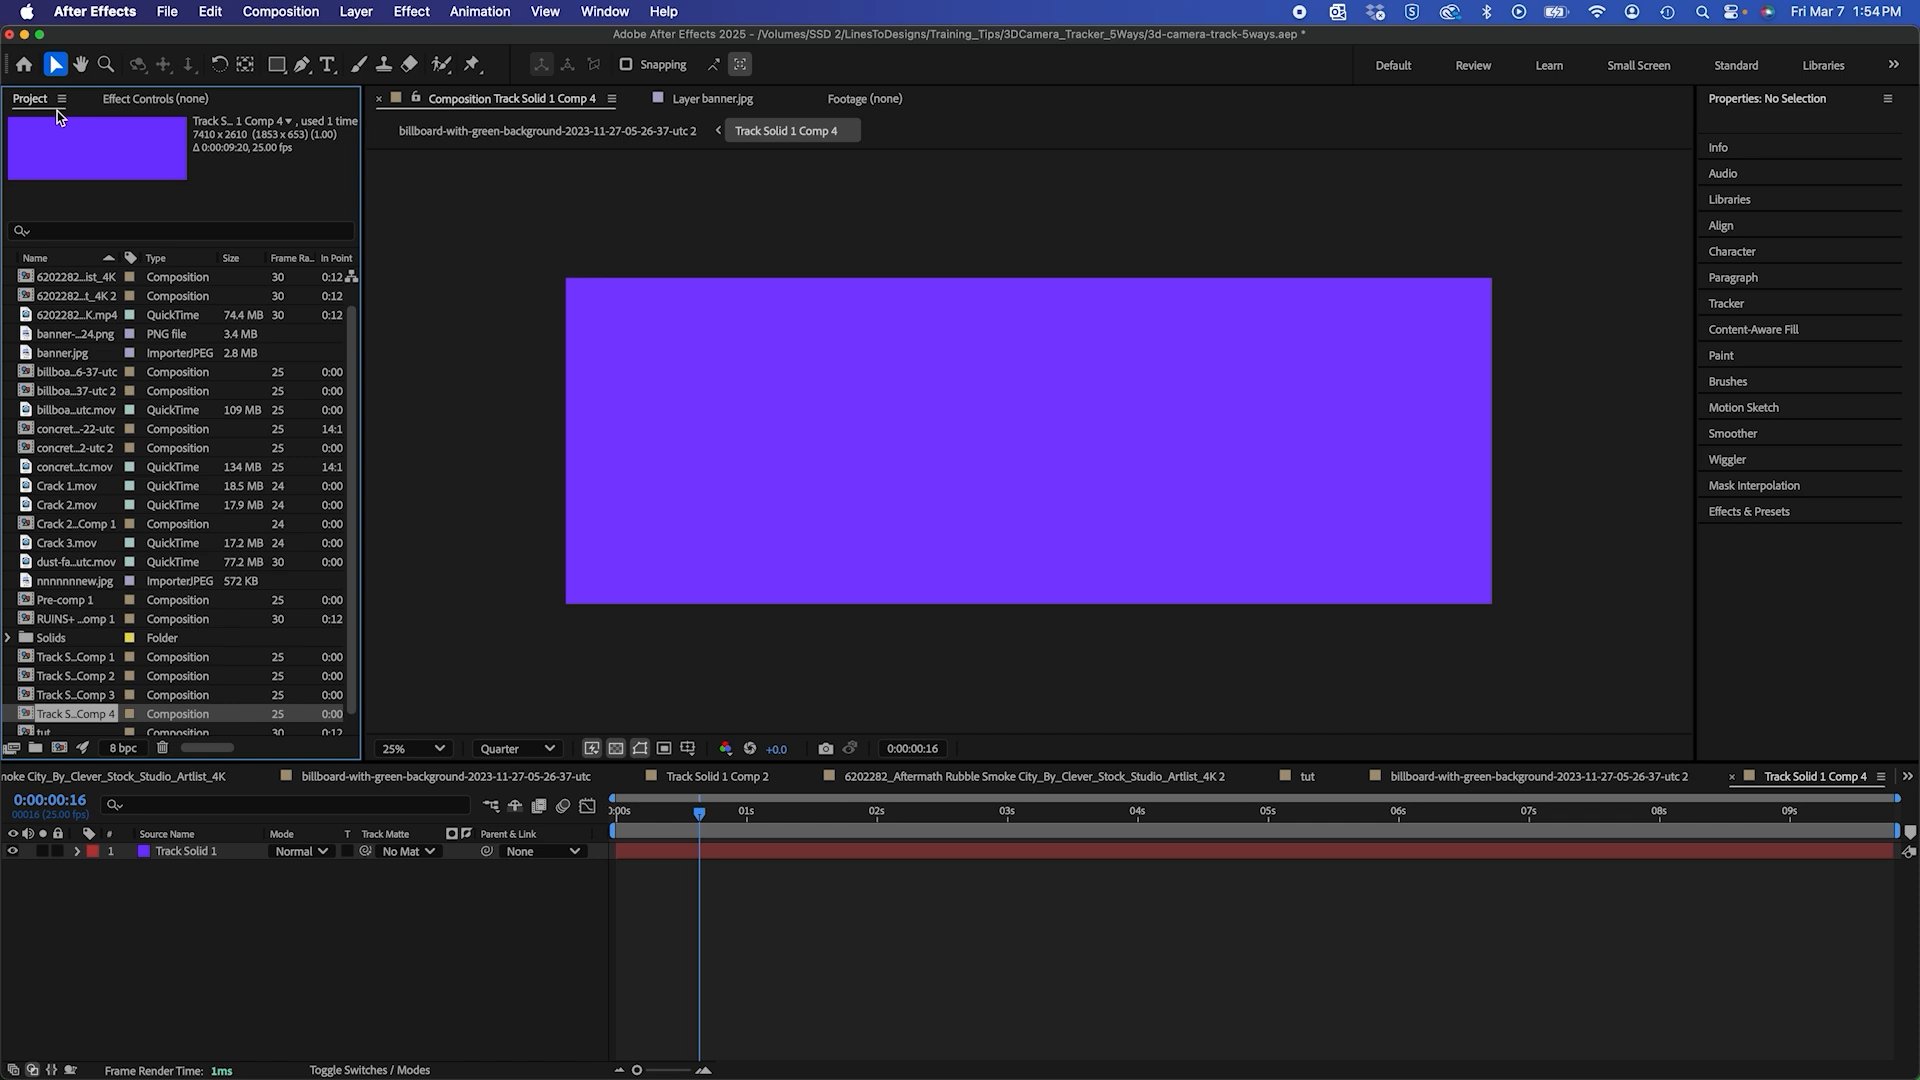 After Effects File Edit Composition Layer Effect Animation View Window Help Fri Mar 7 1:54 PM
Adobe After Effects 2025 - /Volumes/SSD 2/LinesToDesigns/Training_Tips/3DCamera_Tracker_5Ways/3d-camera-track-5ways.aep *
Snapping Default Review Learn Small Screen Standard Libraries
Project Effect Controls (none) Composition Track Solid 1 Comp 4 Layer banner.jpg Footage (none) Properties: No Selection
Track S... 1 Comp 4 , used 1 time
7410 x 2610 (1853 x 653) (1.00)
Δ 0:00:09:20, 25.00 fps
billboard-with-green-background-2023-11-27-05-26-37-utc 2 Track Solid 1 Comp 4
Info
Audio
Libraries
Align
Character
Paragraph
Tracker
Content-Aware Fill
Paint
Brushes
Motion Sketch
Smoother
Wiggler
Mask Interpolation
Effects & Presets
Name Type Size Frame Ra... In Point
6202282...ist_4K Composition 30 0:12
6202282...t_4K 2 Composition 30 0:12
6202282...K.mp4 QuickTime 74.4 MB 30 0:12
banner-...24.png PNG file 3.4 MB
banner.jpg ImporterJPEG 2.8 MB
billboa...6-37-utc Composition 25 0:00
billboa...37-utc 2 Composition 25 0:00
billboa...utc.mov QuickTime 109 MB 25 0:00
concret...-22-utc Composition 25 14:1
concret...2-utc 2 Composition 25 0:00
concret...tc.mov QuickTime 134 MB 25 14:1
Crack 1.mov QuickTime 18.5 MB 24 0:00
Crack 2.mov QuickTime 17.9 MB 24 0:00
Crack 2...Comp 1 Composition 24 0:00
Crack 3.mov QuickTime 17.2 MB 24 0:00
dust-fa...utc.mov QuickTime 77.2 MB 30 0:00
nnnnnnnew.jpg ImporterJPEG 572 KB
Pre-comp 1 Composition 25 0:00
RUINS+ ...omp 1 Composition 30 0:12
Solids Folder
Track S...Comp 1 Composition 25 0:00
Track S...Comp 2 Composition 25 0:00
Track S...Comp 3 Composition 25 0:00
Track S...Comp 4 Composition 25 0:00
tut Composition 30 0:12
8 bpc 25% Quarter +0.0 0:00:00:16
noke City_By_Clever_Stock_Studio_Artlist_4K billboard-with-green-background-2023-11-27-05-26-37-utc Track Solid 1 Comp 2 6202282_Aftermath Rubble Smoke City_By_Clever_Stock_Studio_Artlist_4K 2 tut billboard-with-green-background-2023-11-27-05-26-37-utc 2 Track Solid 1 Comp 4
0:00:00:16
00016 (25.00 fps)
):00s 01s 02s 03s 04s 05s 06s 07s 08s 09s
# Source Name Mode T Track Matte Parent & Link
1 Track Solid 1 Normal No Mat None
Frame Render Time: 1ms Toggle Switches / Modes